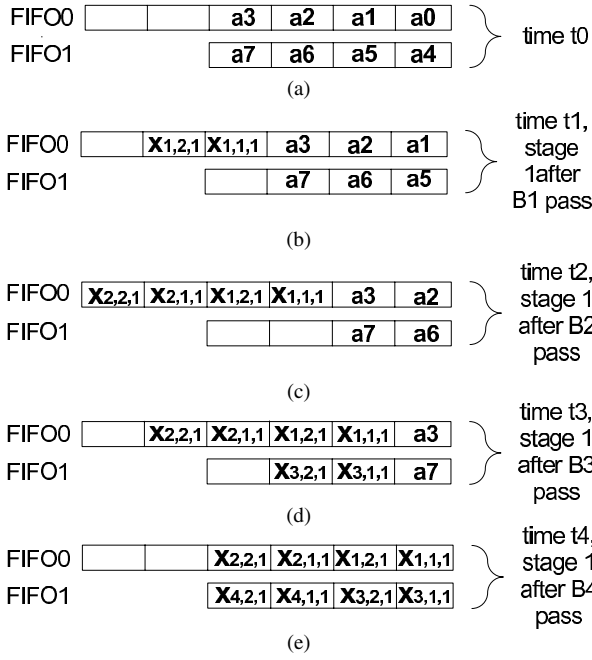 FIFO0 a3 a2 a1 a0
FIFO1 a7 a6 a5 a4
time t0
(a)
FIFO0 X1,2,1 X1,1,1 a3 a2 a1
FIFO1 a7 a6 a5
time t1,
stage
1after
B1 pass
(b)
FIFO0 X2,2,1 X2,1,1 X1,2,1 X1,1,1 a3 a2
FIFO1 a7 a6
time t2,
stage 1
after B2
pass
(c)
FIFO0 X2,2,1 X2,1,1 X1,2,1 X1,1,1 a3
FIFO1 X3,2,1 X3,1,1 a7
time t3,
stage 1
after B3
pass
(d)
FIFO0 X2,2,1 X2,1,1 X1,2,1 X1,1,1
FIFO1 X4,2,1 X4,1,1 X3,2,1 X3,1,1
time t4,
stage 1
after B4
pass
(e)